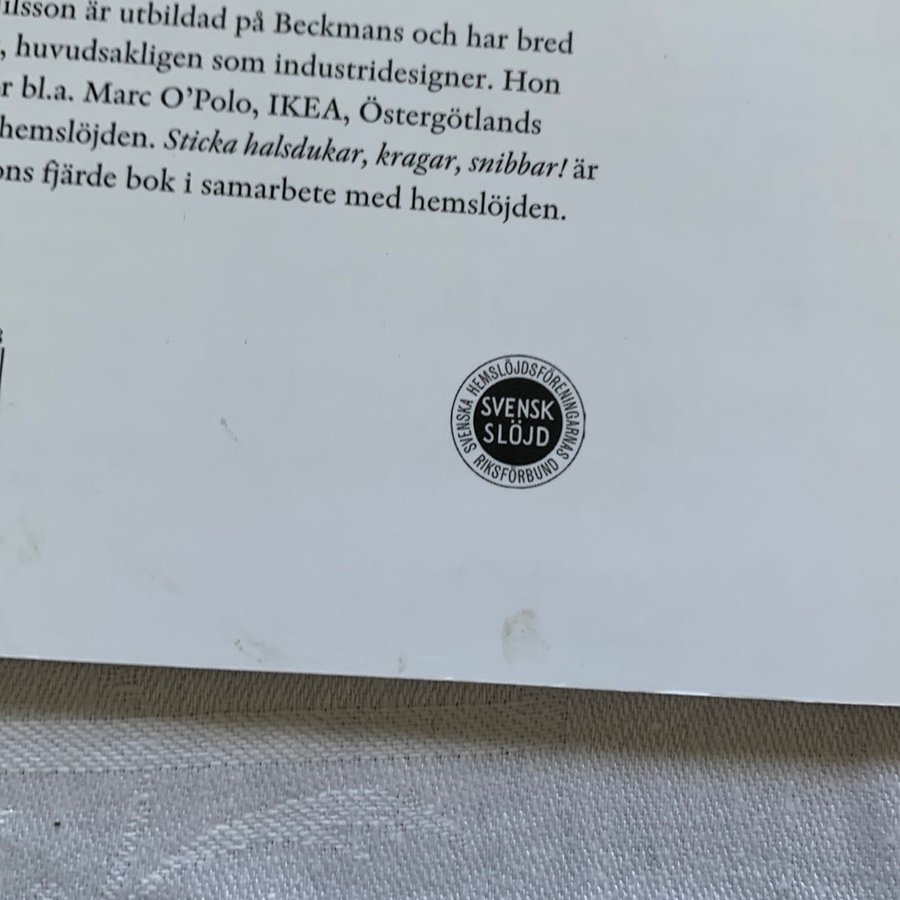 är utbildad på Beckmans och har bred
, huvudsakligen som industridesigner. Hon
bl.a. Marc O’Polo, IKEA, Östergötlands
hemslöjden. Sticka halsdukar, kragar, snibbar! är
ons fjärde bok i samarbete med hemslöjden.
SVENSKA HEMSLÖJDSFÖRENINGARNAS RIKSFÖRBUND
SVENSK
SLÖJD